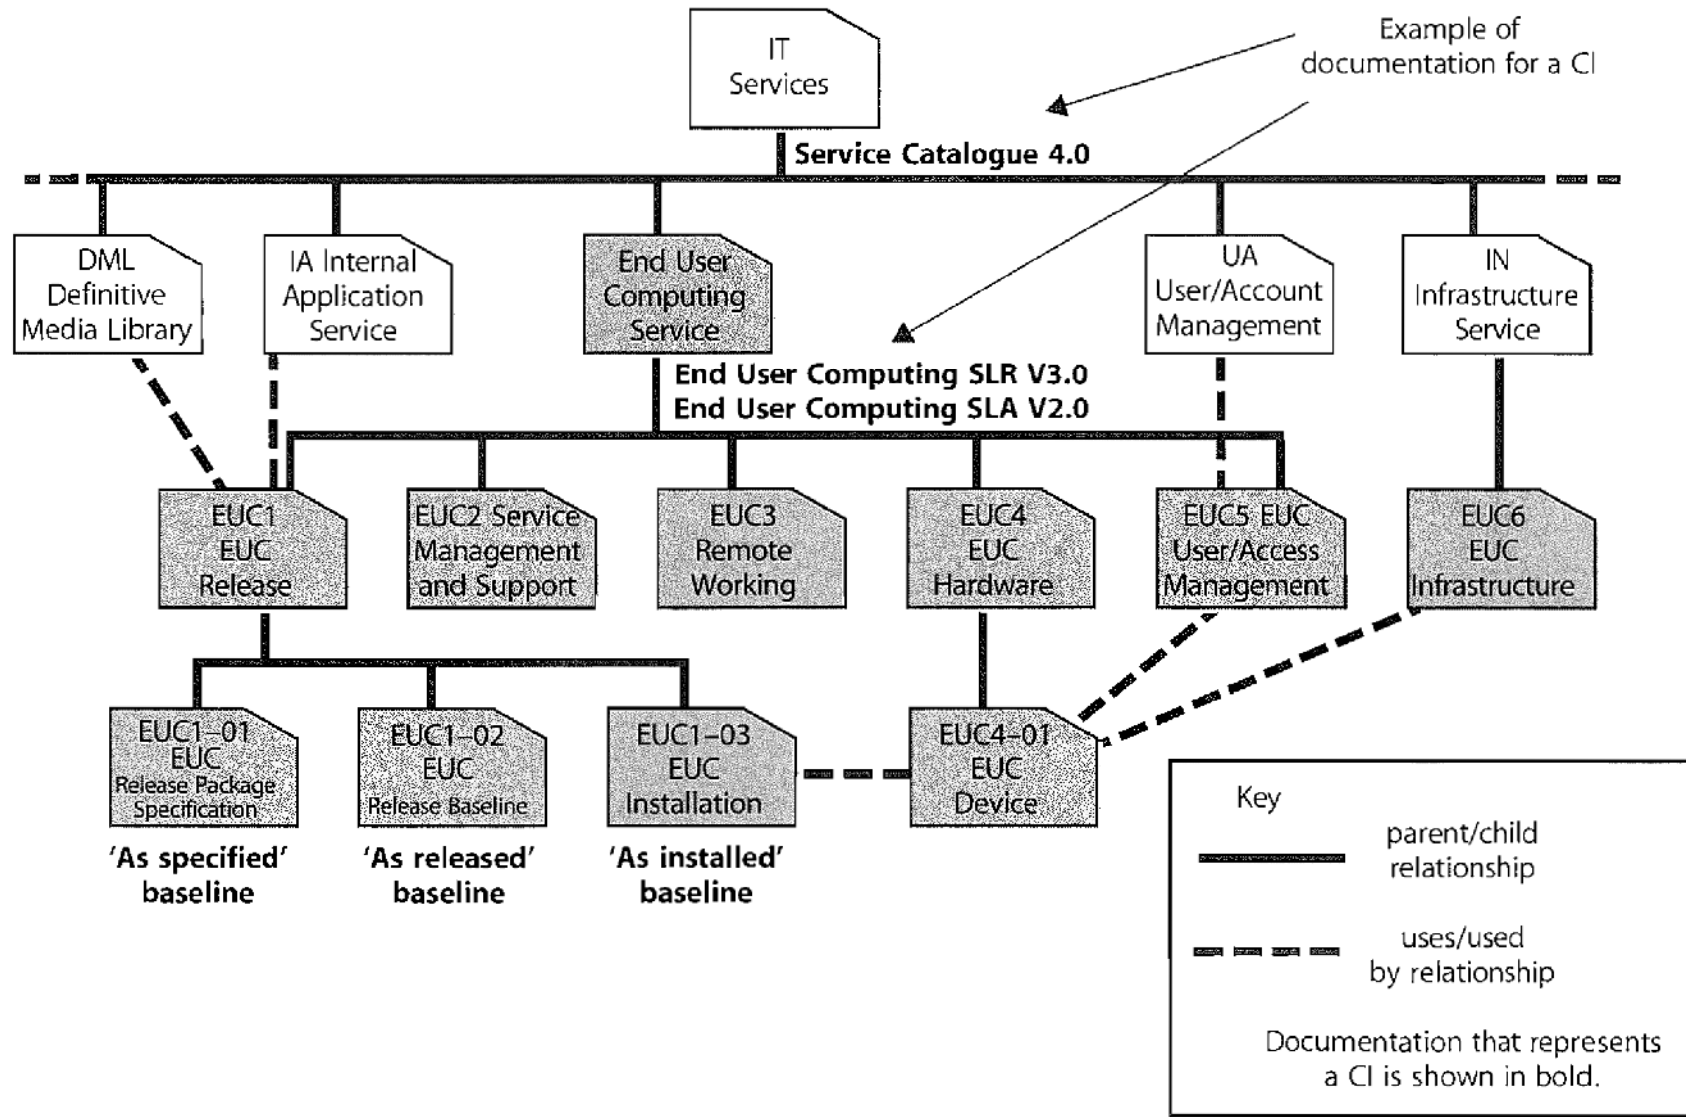 IT
Services
Example of
documentation for a CI
Service Catalogue 4.0
DML
Definitive
Media Library
IA Internal
Application
Service
End User
Computing
Service
UA
User/Account
Management
IN
Infrastructure
Service
End User Computing SLR V3.0
End User Computing SLA V2.0
EUC1
EUC
Release
EUC2 Service
Management
and Support
EUC3
Remote
Working
EUC4
EUC
Hardware
EUC5 EUC
User/Access
Management
EUC6
EUC
Infrastructure
EUC1–01
EUC
Release Package
Specification
EUC1–02
EUC
Release Baseline
EUC1–03
EUC
Installation
EUC4–01
EUC
Device
'As specified'
baseline
'As released'
baseline
'As installed'
baseline
Key
parent/child
relationship
uses/used
by relationship
Documentation that represents
a CI is shown in bold.